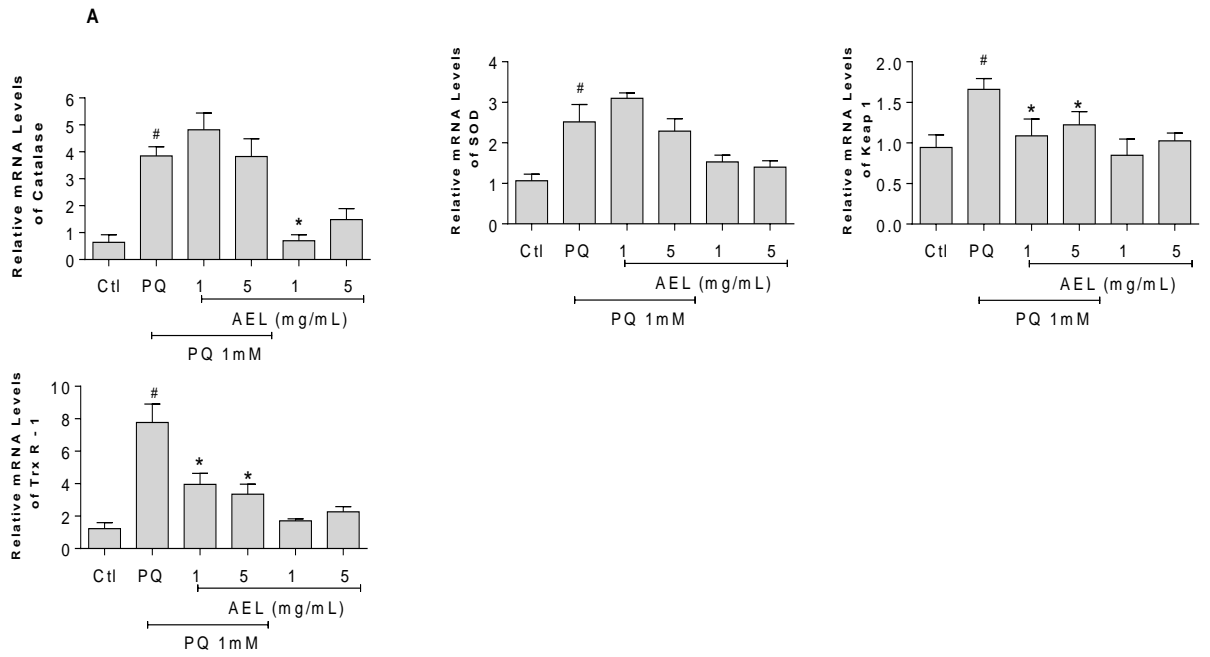 A
Relative mRNA Levels
of Catalase
6
5
4
3
2
1
0
#
*
Ctl PQ 1 5 1 5
AEL (mg/mL)
PQ 1mM
Relative mRNA Levels
of SOD
4
3
2
1
0
#
Ctl PQ 1 5 1 5
AEL (mg/mL)
PQ 1mM
Relative mRNA Levels
of Keap 1
2.0
1.5
1.0
0.5
0.0
#
* *
Ctl PQ 1 5 1 5
AEL (mg/mL)
PQ 1mM
Relative mRNA Levels
of Trx R - 1
10
8
6
4
2
0
#
* *
Ctl PQ 1 5 1 5
AEL (mg/mL)
PQ 1mM